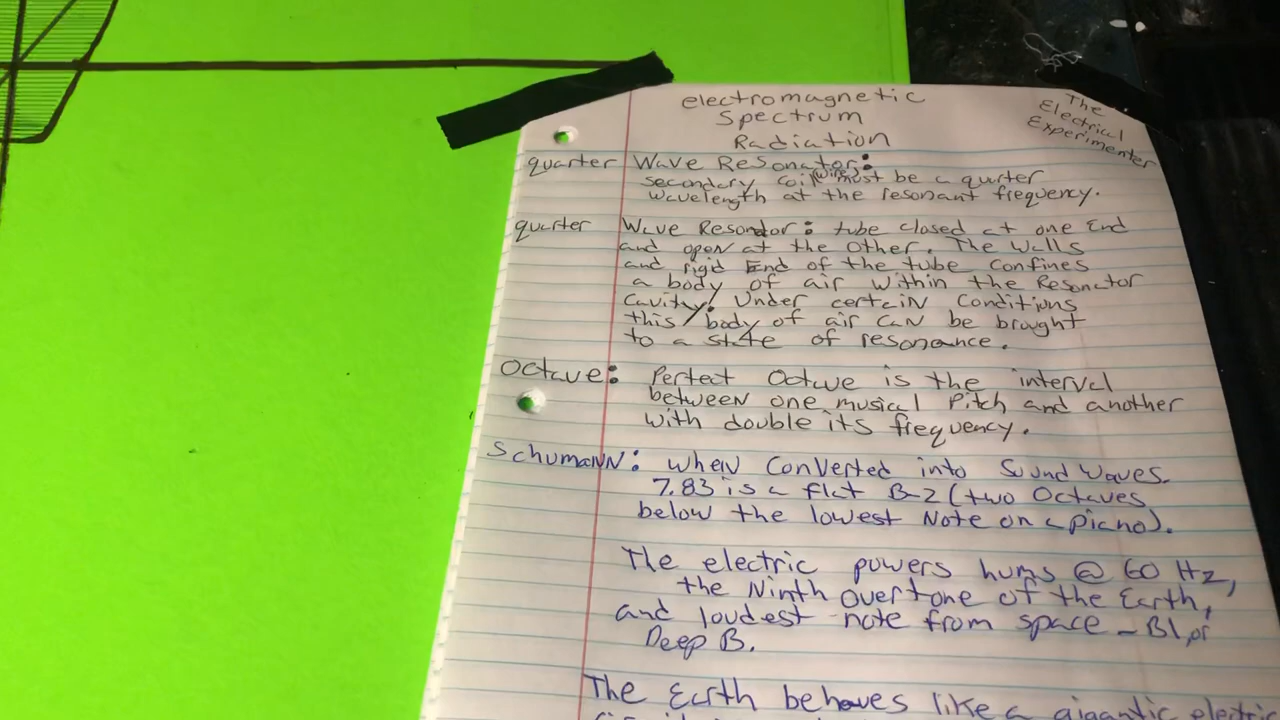 electromagnetic
Spectrum
Radiation
The
Electrical
Experimenter
quarter Wave Resonator:
secondary coil (wire) must be a quarter
wavelength at the resonant frequency.
quarter Wave Resonator: tube closed at one End
and open at the Other. The Walls
and rigid End of the tube confines
a body of air within the Resonator
Cavity! Under certain Conditions
this body of air can be brought
to a state of resonance.
Octave: Perfect Octave is the interval
between one musical Pitch and another
with double its frequency.
Schumann: When Converted into Sound Waves.
7.83 is a flat B-2 (two Octaves
below the lowest Note on a piano).
The electric powers hums @ 60 Hz,
the Ninth overtone of the Earth,
and loudest note from space - B1, or
Deep B.
The Earth behaves like a gigantic electric